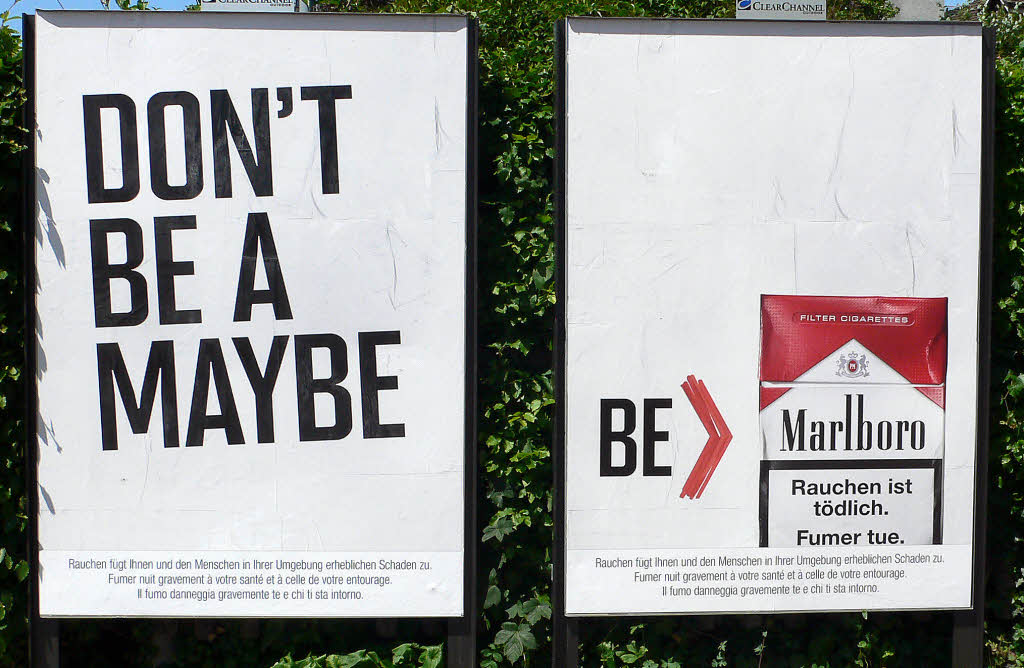 CLEARCHANNEL
DON'T
BE A
MAYBE
Rauchen fügt Ihnen und den Menschen in Ihrer Umgebung erheblichen Schaden zu.
Fumer nuit gravement à votre santé et à celle de votre entourage.
Il fumo danneggia gravemente te e chi ti sta intorno.
CLEARCHANNEL
FILTER CIGARETTES
Marlboro
BE
Rauchen ist
tödlich.
Fumer tue.
Rauchen fügt Ihnen und den Menschen in Ihrer Umgebung erheblichen Schaden zu.
Fumer nuit gravement à votre santé et à celle de votre entourage.
Il fumo danneggia gravemente te e chi ti sta intorno.